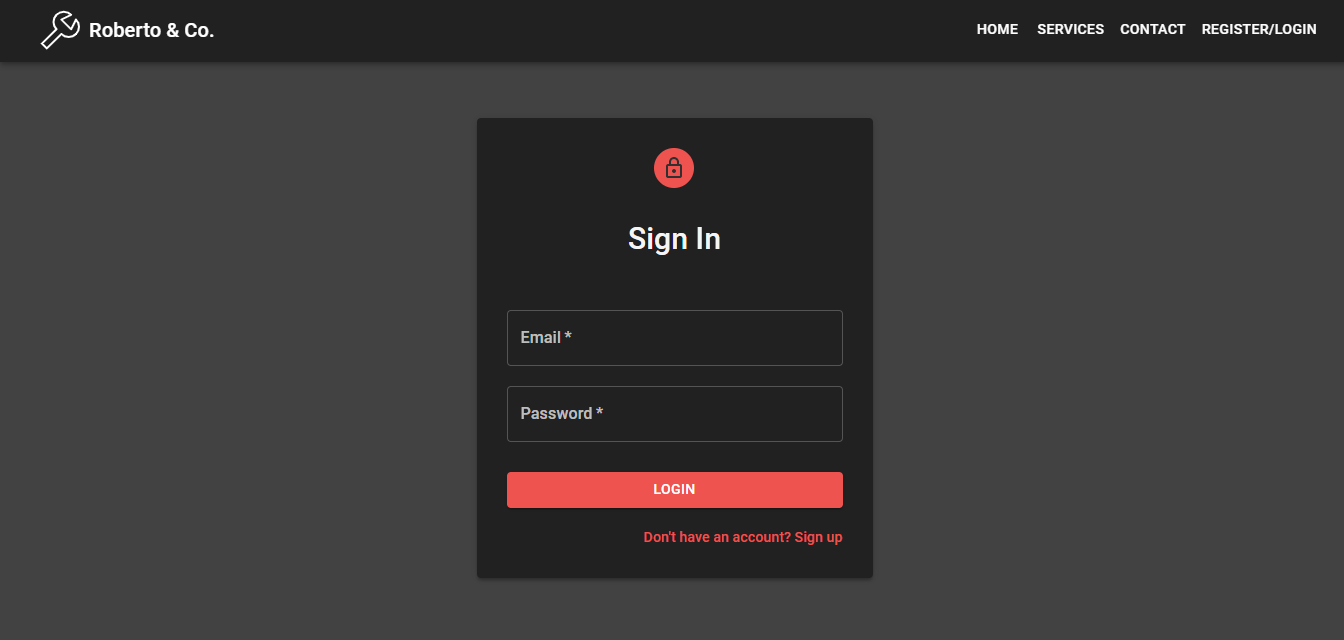 Roberto & Co.
HOME SERVICES CONTACT REGISTER/LOGIN
Sign In
Email *
Password *
LOGIN
Don't have an account? Sign up